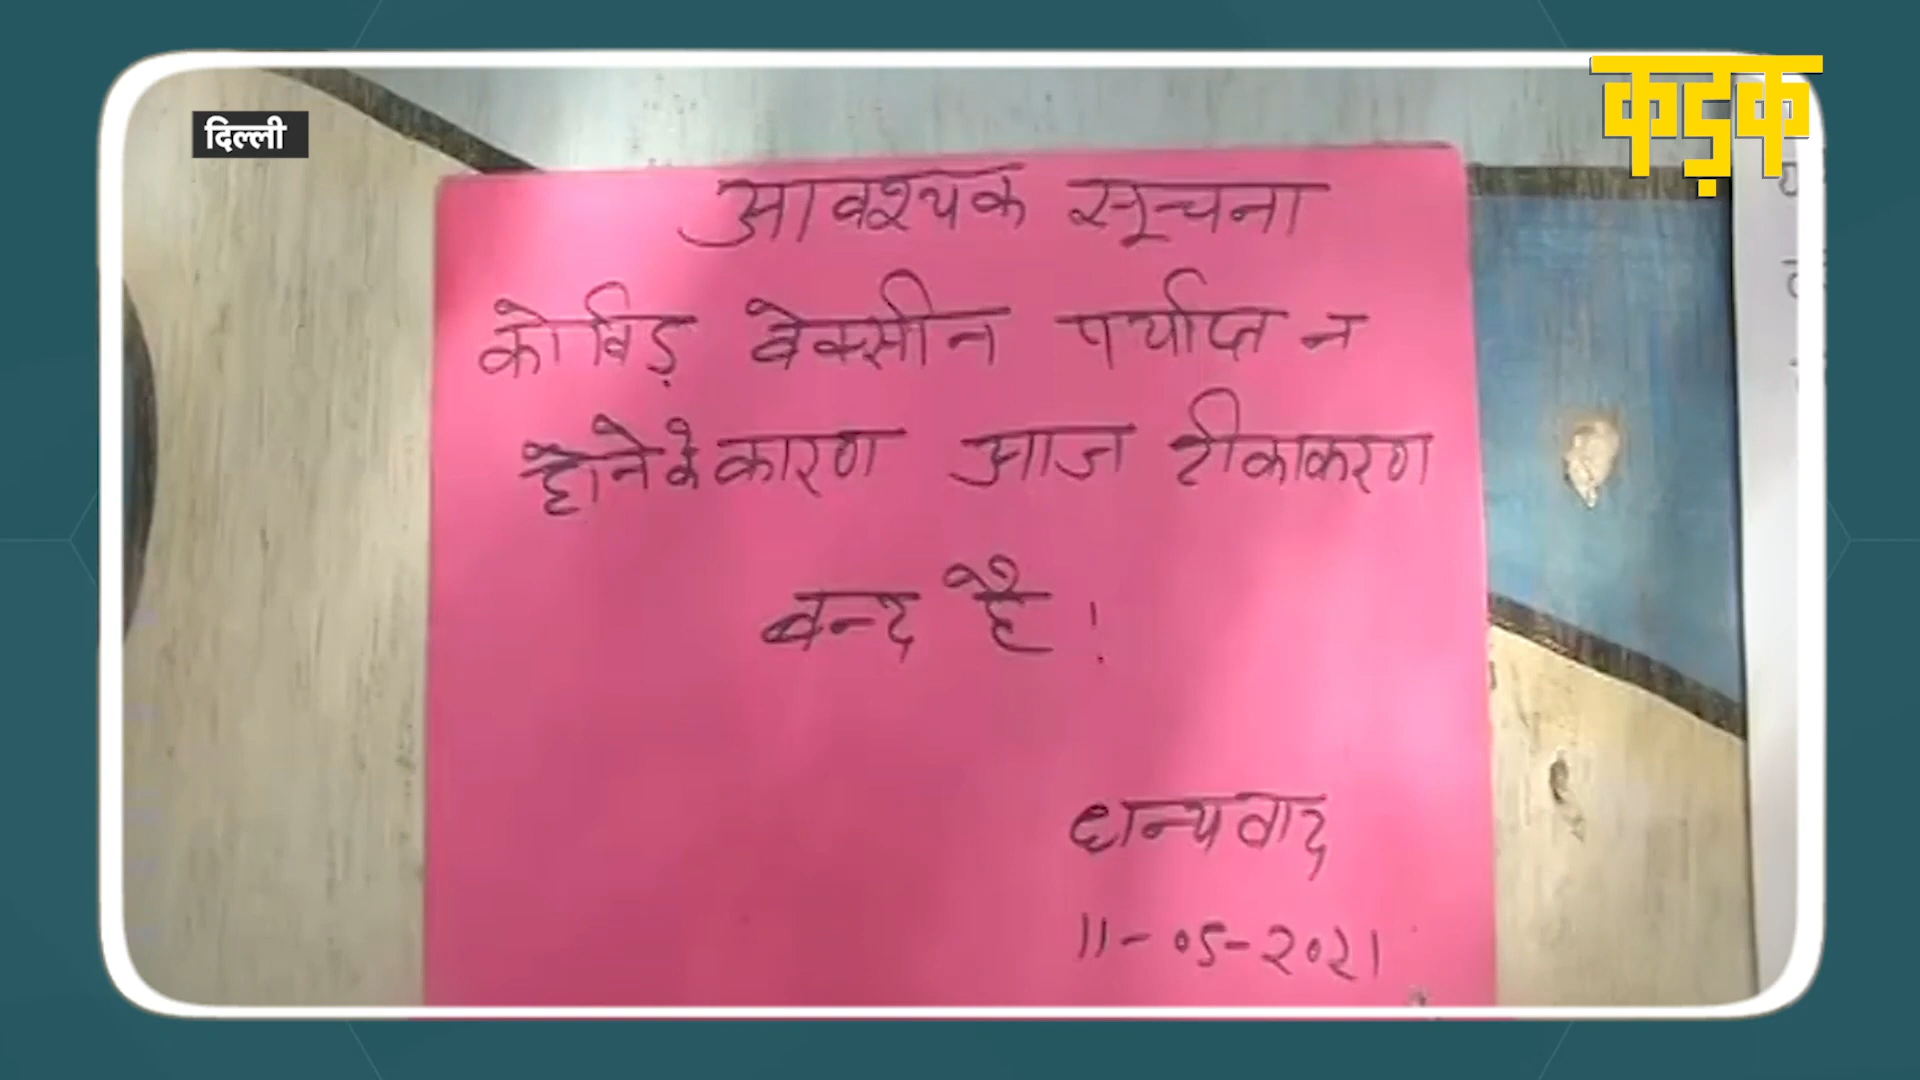 दिल्ली
कड़क
आवश्यक सूचना
कोविड़ वेक्सीन पर्याप्त न
होने के कारण आज टीकाकरण
बन्द है!
धन्यवाद
11-05-2021